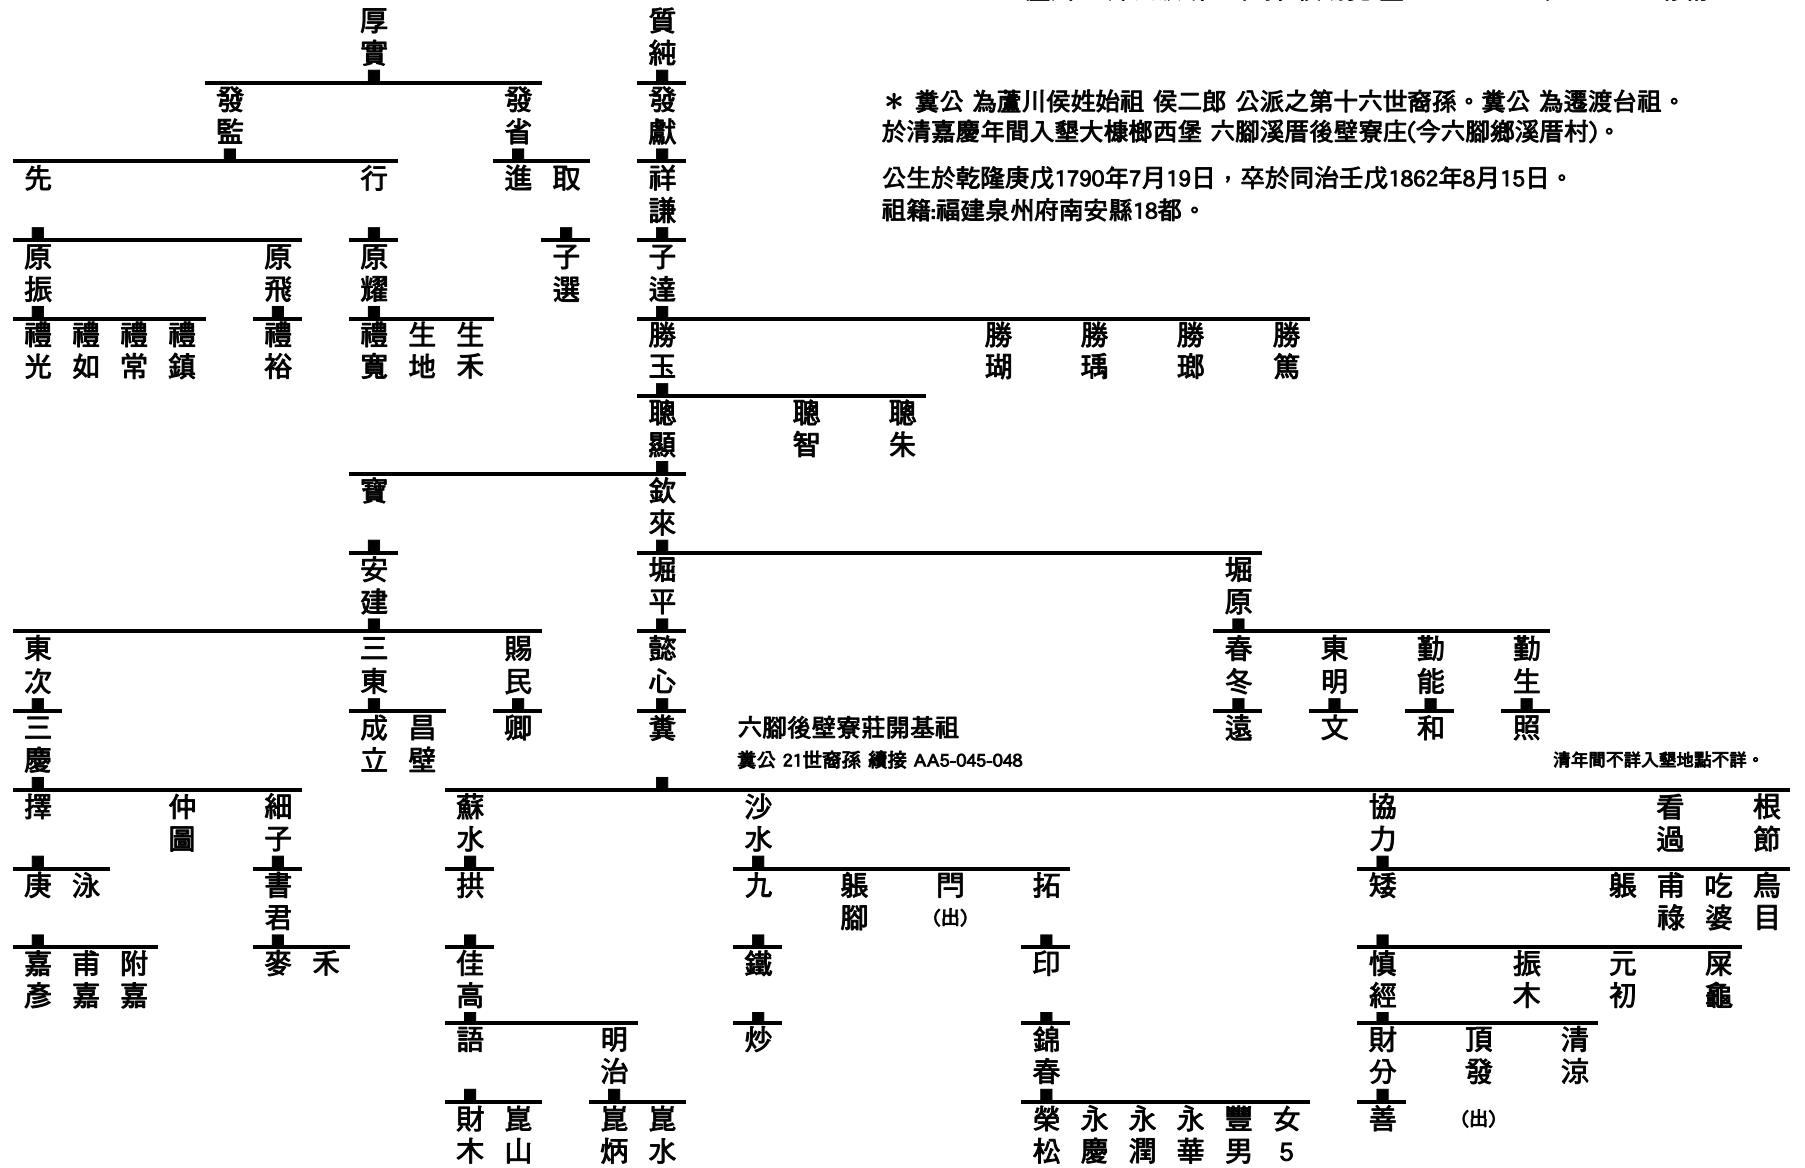 厚實 質純
＊ 糞公 為蘆川侯姓始祖 侯二郎 公派之第十六世裔孫。糞公 為遷渡台祖。
於清嘉慶年間入墾大槺榔西堡 六腳溪厝後壁寮庄(今六腳鄉溪厝村)。
公生於乾隆庚戊1790年7月19日，卒於同治壬戊1862年8月15日。
祖籍:福建泉州府南安縣18都。
發監 發省 發獻
先 行 進 取 祥謙
原振 原飛 原耀 子選 子達
禮光 禮如 禮常 禮鎮 禮裕 禮寬 生地 生禾 勝玉 勝瑚 勝瑀 勝瑯 勝篤
聰顯 聰智 聰朱
寶 欽來
安建 堀平 堀原
東次 三東 賜民 懿心 春冬 東明 勤能 勤生
三慶 成立 昌壁 卿 糞 遠 文 和 照
六腳後壁寮莊開基祖
糞公 21世裔孫 續接 AA5-045-048
清年間不詳入墾地點不詳。
擇 仲圖 細子 蘇水 沙水 協力 看過 根節
庚 泳 書君 拱 九 躼腳 閂(出) 拓 矮 躼 甫祿 吃婆 烏目
嘉彥 甫嘉 附嘉 麥 禾 佳高 鐵 印 慎經 振木 元初 屎龜
語 明治 炒 錦春 財分 頂發 清涼
財木 崑山 崑炳 崑水 榮松 永慶 永潤 永華 豐男 女5 善 (出)